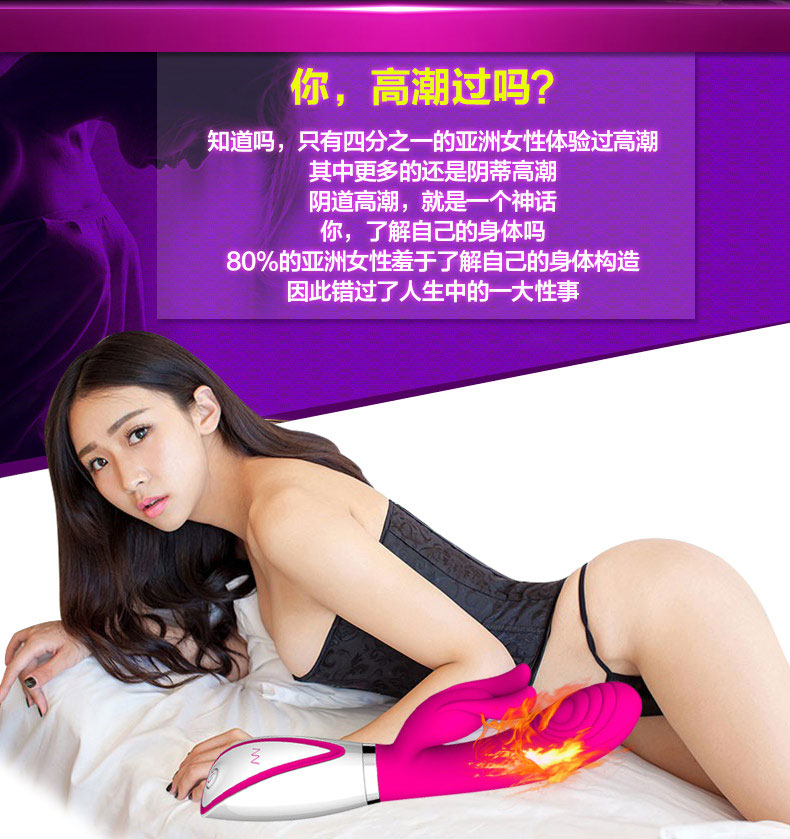 你，高潮过吗？
知道吗，只有四分之一的亚洲女性体验过高潮
其中更多的还是阴蒂高潮
阴道高潮，就是一个神话
你，了解自己的身体吗
80%的亚洲女性羞于了解自己的身体构造
因此错过了人生中的一大性事